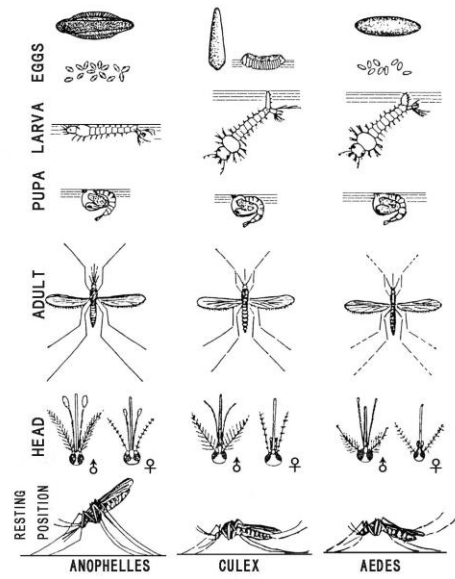 EGGS
LARVA
PUPA
ADULT
HEAD
♂ ♀ ♂ ♀ ♂ ♀
RESTING
POSITION
ANOPHELLES CULEX AEDES